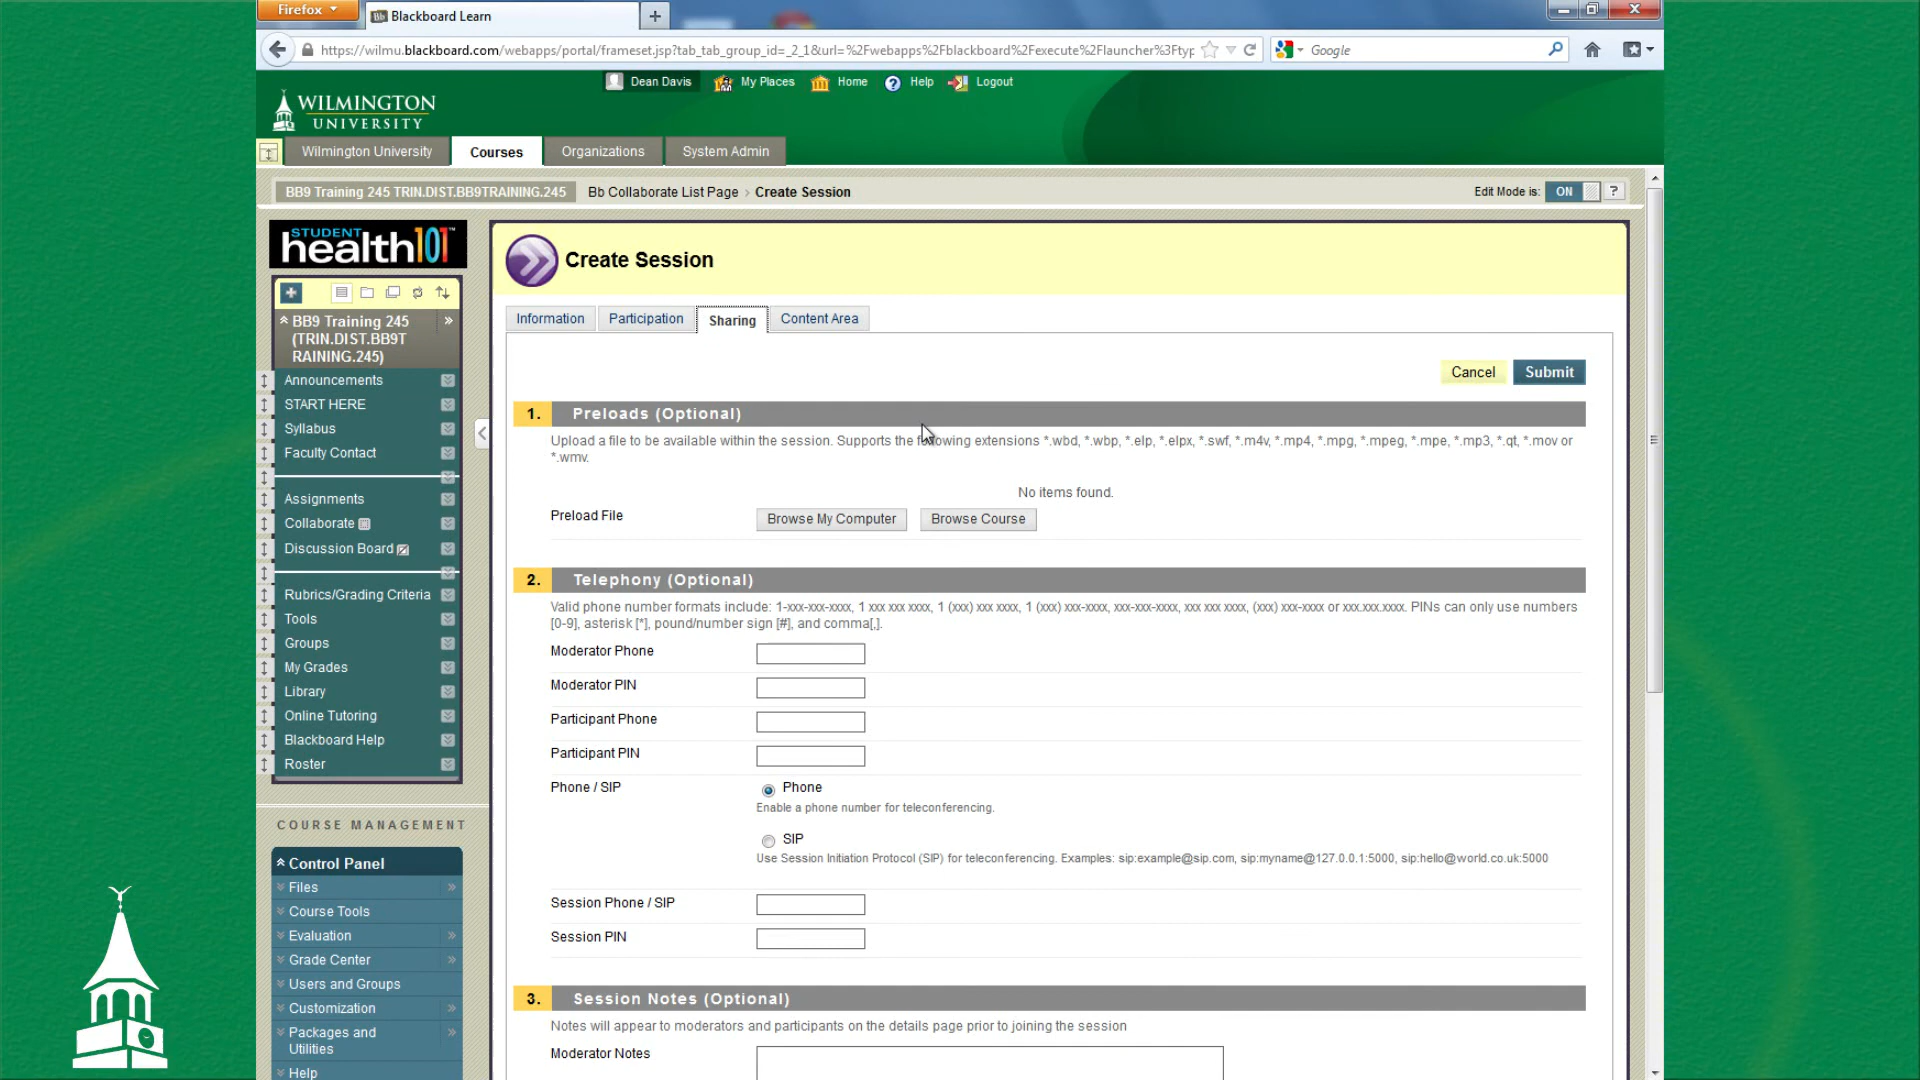 Firefox
Blackboard Learn
https://wilmu.blackboard.com/webapps/portal/frameset.jsp?tab_tab_group_id=_2_1&url=%2Fwebapps%2Fblackboard%2Fexecute%2Flauncher%3Ftyp
Google
Dean Davis My Places Home Help Logout
WILMINGTON
UNIVERSITY
Wilmington University Courses Organizations System Admin
BB9 Training 245 TRIN.DIST.BB9TRAINING.245 Bb Collaborate List Page > Create Session Edit Mode is: ON ?
STUDENT
health101
Create Session
BB9 Training 245
(TRIN.DIST.BB9T
RAINING.245)
Announcements
START HERE
Syllabus
Faculty Contact
Assignments
Collaborate
Discussion Board
Rubrics/Grading Criteria
Tools
Groups
My Grades
Library
Online Tutoring
Blackboard Help
Roster
COURSE MANAGEMENT
Control Panel
Files
Course Tools
Evaluation
Grade Center
Users and Groups
Customization
Packages and
Utilities
Help
Information Participation Sharing Content Area
Cancel Submit
1. Preloads (Optional)
Upload a file to be available within the session. Supports the following extensions *.wbd, *.wbp, *.elp, *.elpx, *.swf, *.m4v, *.mp4, *.mpg, *.mpeg, *.mpe, *.mp3, *.qt, *.mov or
*.wmv.
No items found.
Preload File Browse My Computer Browse Course
2. Telephony (Optional)
Valid phone number formats include: 1-xxx-xxx-xxxx, 1 xxx xxx xxxx, 1 (xxx) xxx xxxx, 1 (xxx) xxx-xxxx, xxx-xxx-xxxx, xxx xxx xxxx, (xxx) xxx-xxxx or xxx.xxx.xxxx. PINs can only use numbers
[0-9], asterisk [*], pound/number sign [#], and comma[,].
Moderator Phone
Moderator PIN
Participant Phone
Participant PIN
Phone / SIP Phone
Enable a phone number for teleconferencing.
SIP
Use Session Initiation Protocol (SIP) for teleconferencing. Examples: sip:example@sip.com, sip:myname@127.0.0.1:5000, sip:hello@world.co.uk:5000
Session Phone / SIP
Session PIN
3. Session Notes (Optional)
Notes will appear to moderators and participants on the details page prior to joining the session
Moderator Notes